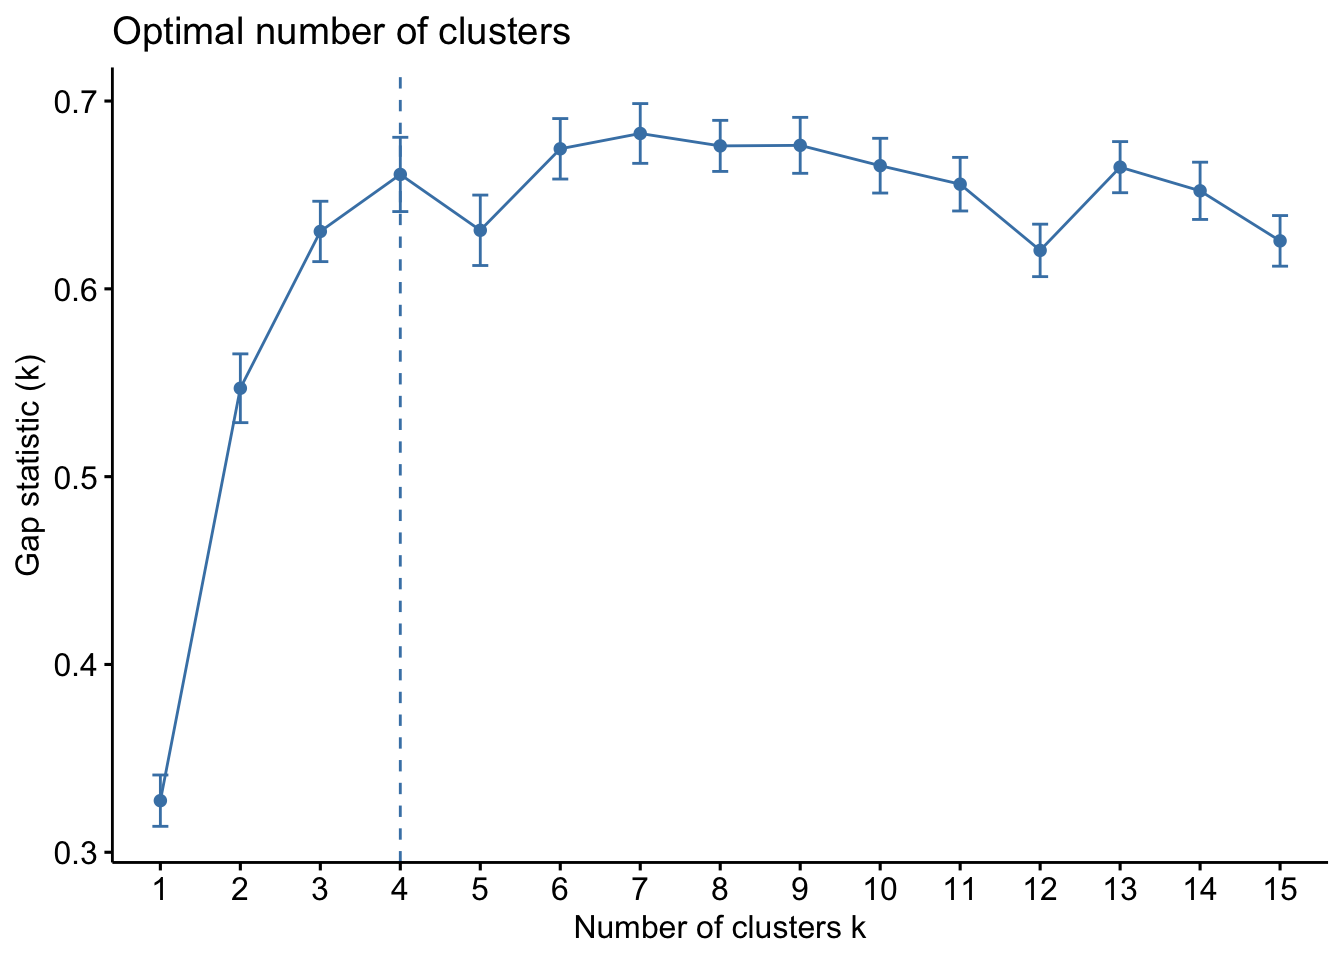 Optimal number of clusters
Gap statistic (k)
0.7
0.6
0.5
0.4
0.3
1 2 3 4 5 6 7 8 9 10 11 12 13 14 15
Number of clusters k